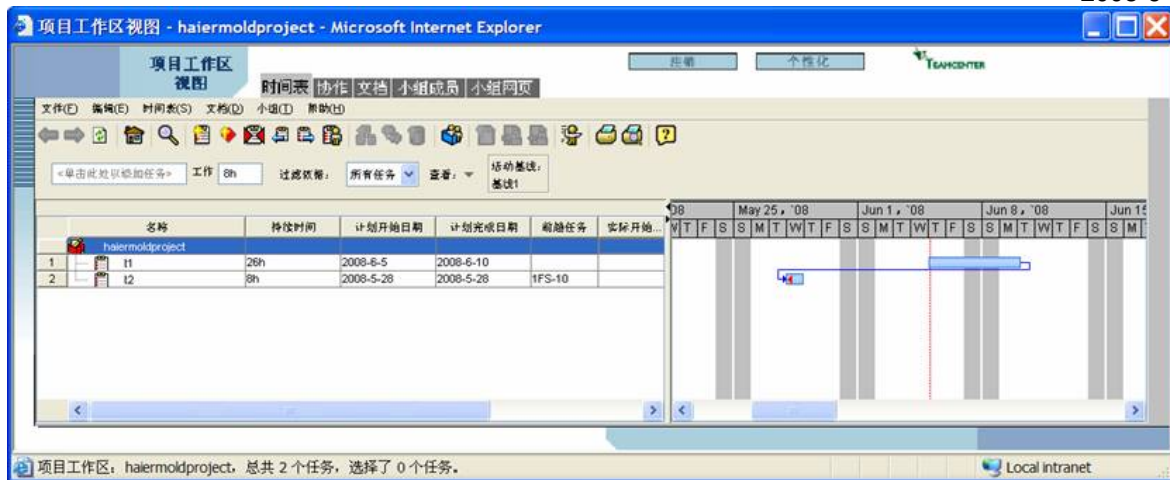 项目工作区视图 - haiermoldproject - Microsoft Internet Explorer
项目工作区
视图
时间表 协作 文档 小组成员 小组网页
注销 个性化
TEAMCENTER
文件(F) 编辑(E) 时间表(S) 文档(D) 小组(T) 帮助(H)
<单击此处以添加任务> 工作 8h 过滤依据: 所有任务 查看:
活动基线:
基线1
名称 持续时间 计划开始日期 计划完成日期 前趋任务 实际开始...
08 May 25, '08 Jun 1, '08 Jun 8, '08 Jun 15
W T F S S M T W T F S S M T W T F S S M T W T F S S M
haiermoldproject
1 t1 26h 2008-6-5 2008-6-10
2 t2 8h 2008-5-28 2008-5-28 1FS-10
项目工作区: haiermoldproject, 总共 2 个任务, 选择了 0 个任务。 Local intranet